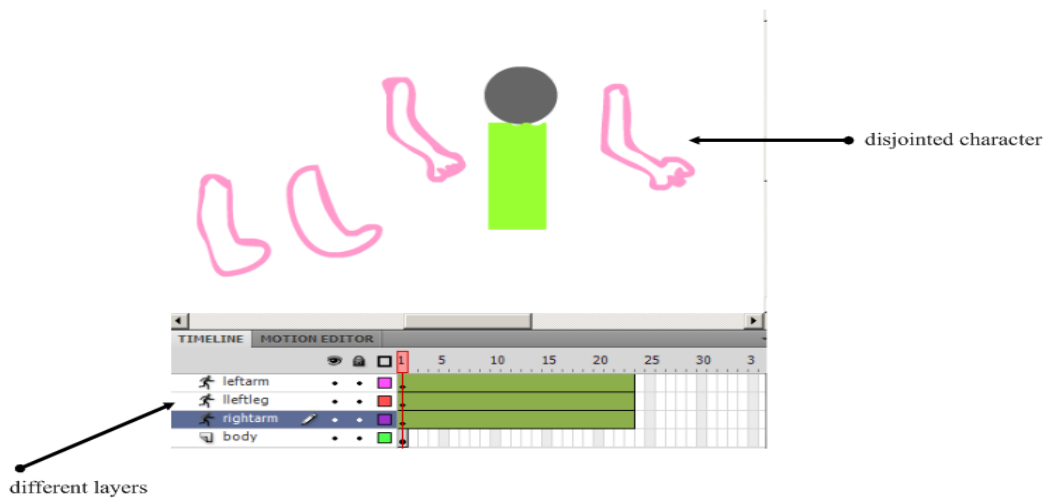 disjointed character
TIMELINE MOTION EDITOR
1 5 10 15 20 25 30 3
leftarm
lleftleg
rightarm
body
different layers